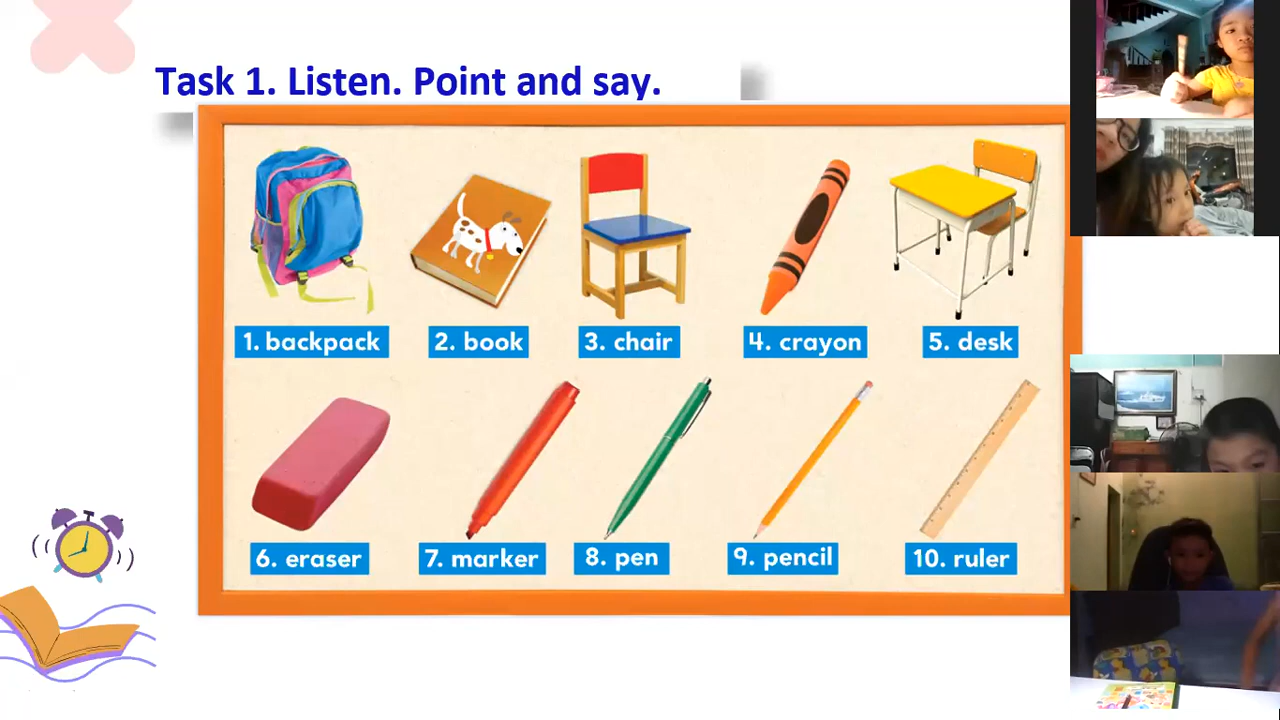 Task 1. Listen. Point and say.
1. backpack
2. book
3. chair
4. crayon
5. desk
6. eraser
7. marker
8. pen
9. pencil
10. ruler